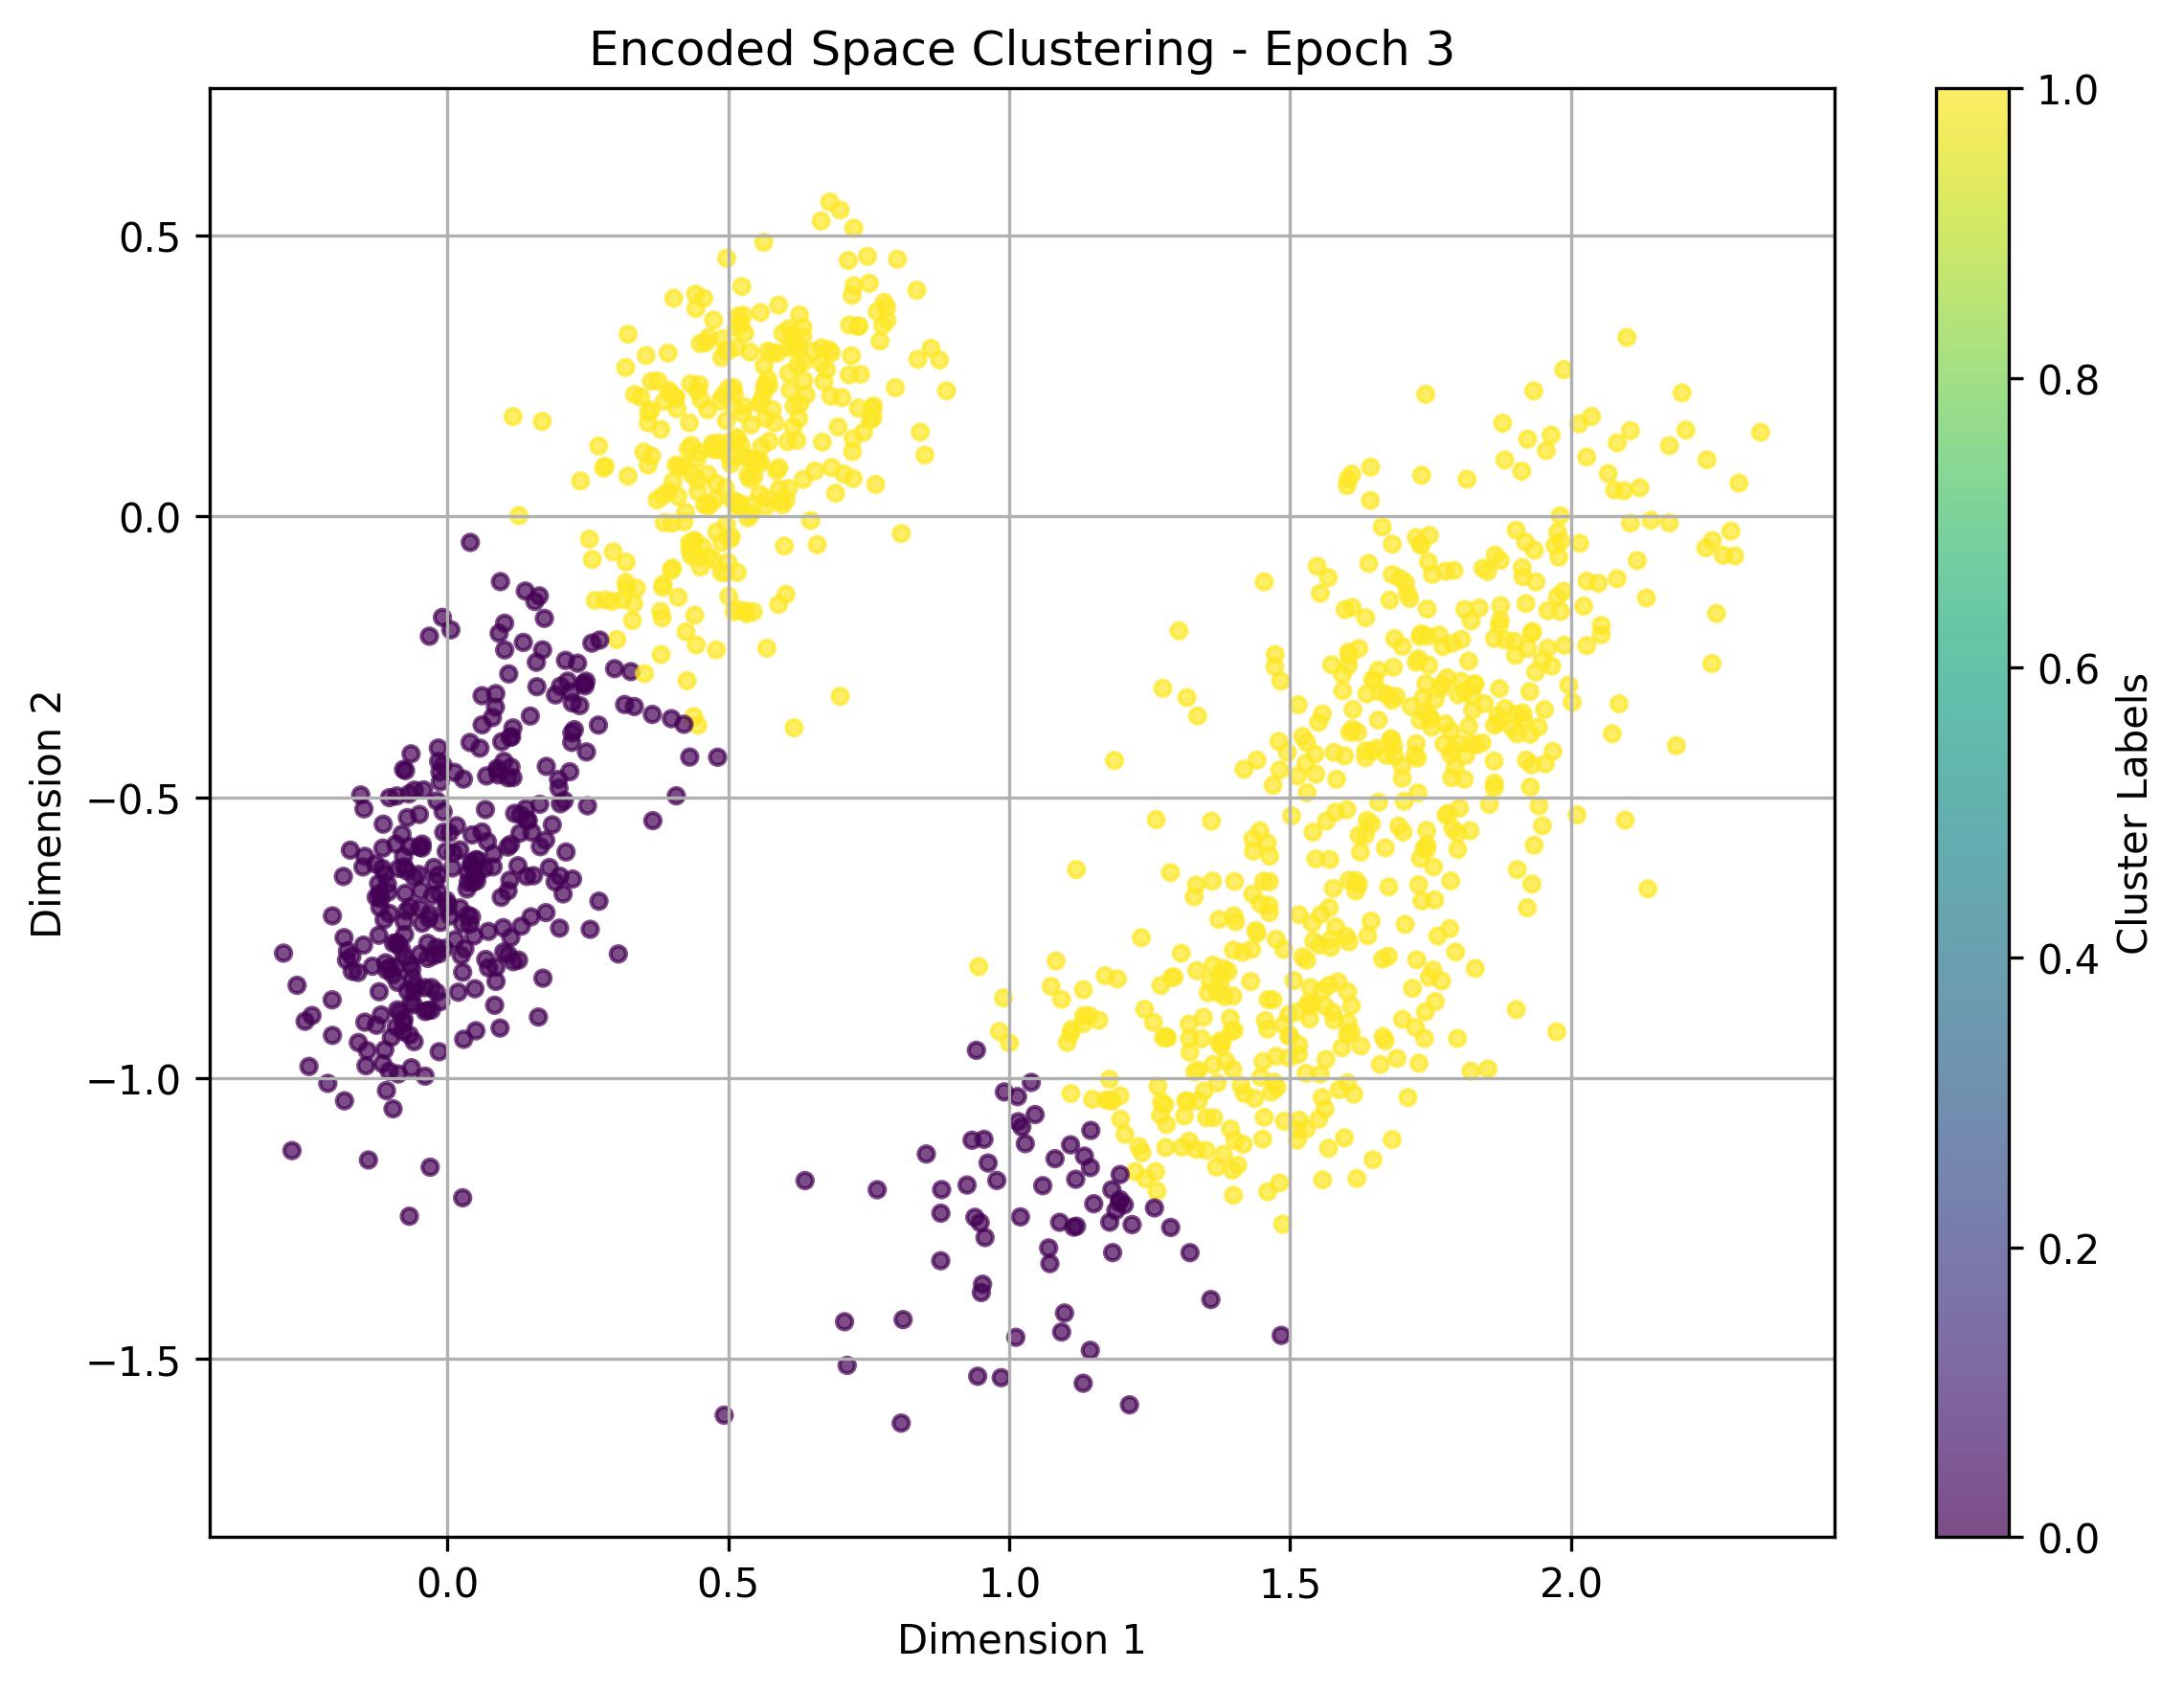 Encoded Space Clustering - Epoch 3
0.5
0.0
−0.5
−1.0
−1.5
Dimension 2
0.0 0.5 1.0 1.5 2.0
Dimension 1
1.0
0.8
0.6
0.4
0.2
0.0
Cluster Labels